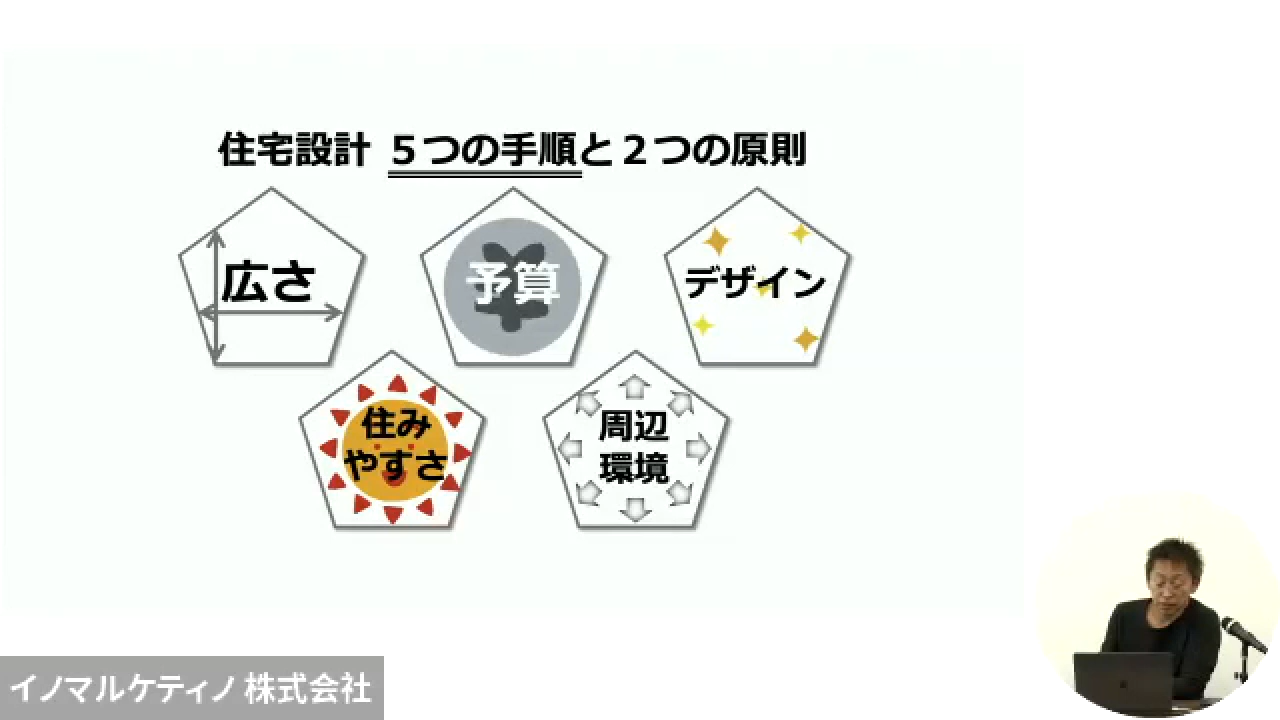 住宅設計 ５つの手順と２つの原則
広さ
予算
デザイン
住み
やすさ
周辺
環境
イノマルケティノ 株式会社